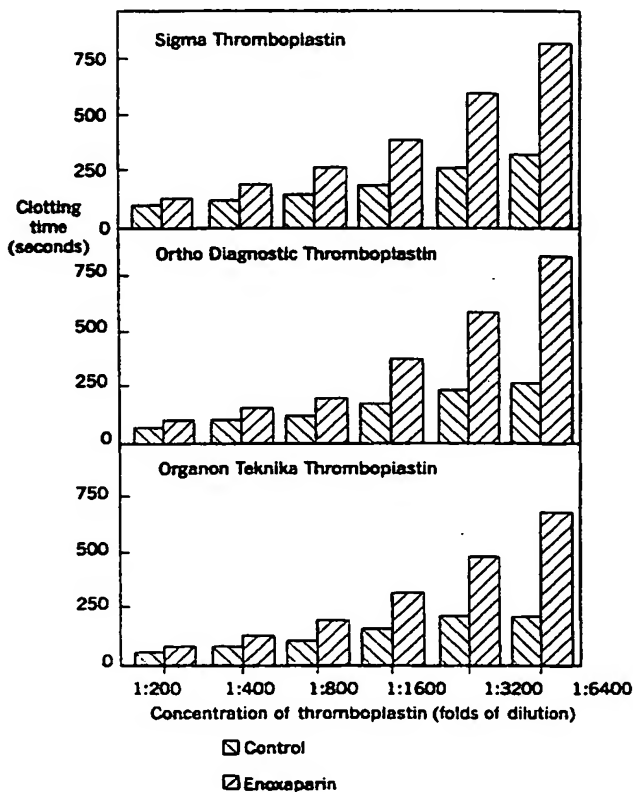 Sigma Thromboplastin
750
500
250
0
Clotting
time
(seconds)
Ortho Diagnostic Thromboplastin
750
500
250
0
Organon Teknika Thromboplastin
750
500
250
0
1:200 1:400 1:800 1:1600 1:3200 1:6400
Concentration of thromboplastin (folds of dilution)
Control
Enoxaparin